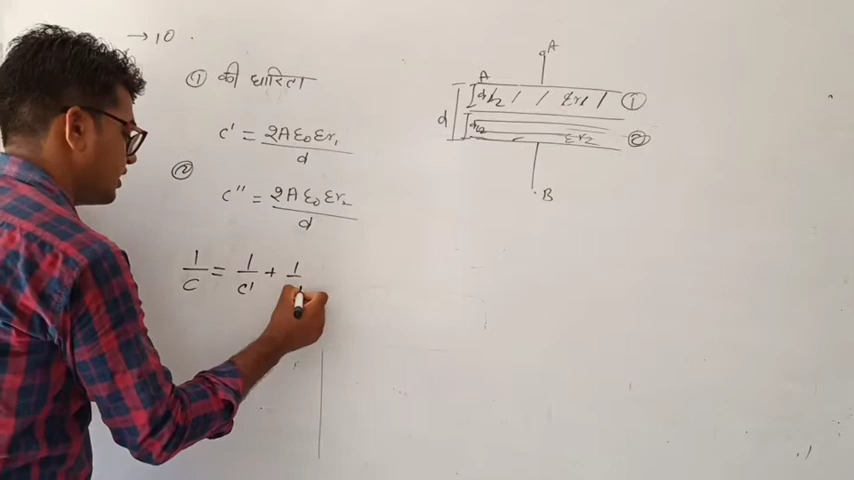 → 10
① की धारिता
C' = 2Aε₀εr₁ / d
②
C'' = 2Aε₀εr₂ / d
1/C = 1/C' + 1/
A
A
d
d/2 εr1 ①
d/2 εr2 ②
B